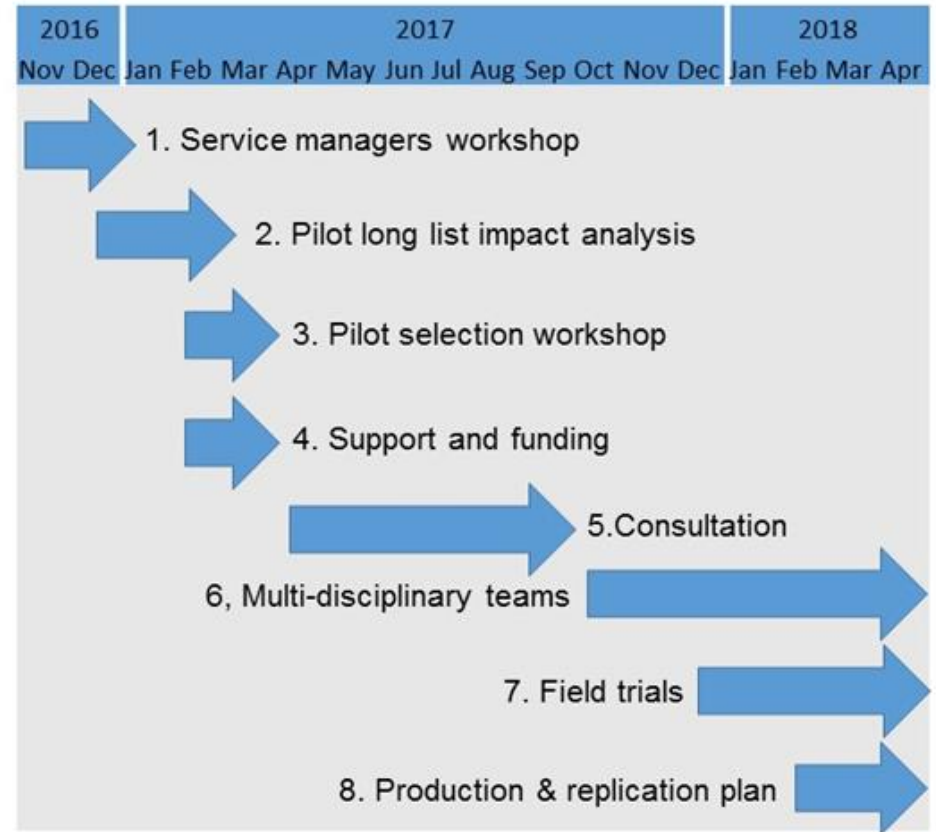 2016 2017 2018
Nov Dec Jan Feb Mar Apr May Jun Jul Aug Sep Oct Nov Dec Jan Feb Mar Apr
1. Service managers workshop
2. Pilot long list impact analysis
3. Pilot selection workshop
4. Support and funding
5.Consultation
6, Multi-disciplinary teams
7. Field trials
8. Production & replication plan